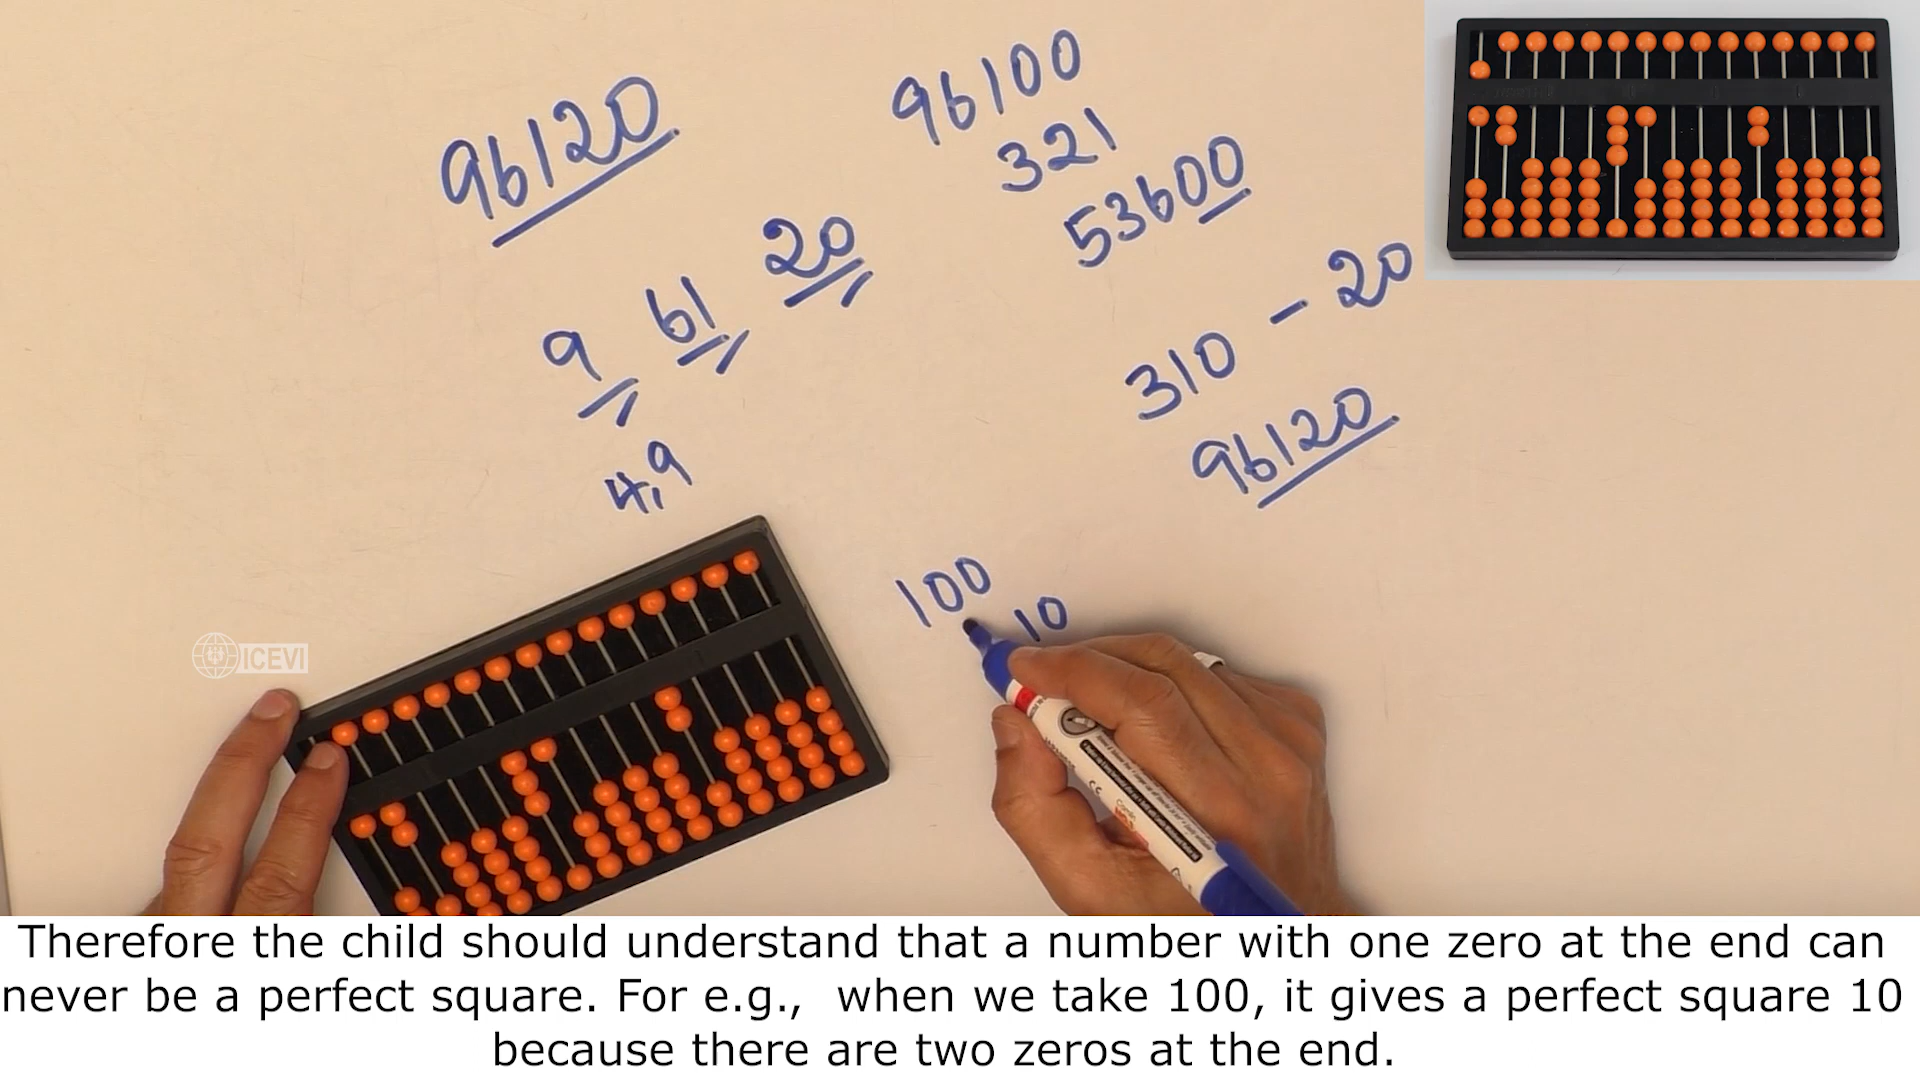 96120
9 61 20
4,9
96100
321
53600
310 - 20
96120
100
10
ICEVI
Therefore the child should understand that a number with one zero at the end can
never be a perfect square. For e.g., when we take 100, it gives a perfect square 10
because there are two zeros at the end.